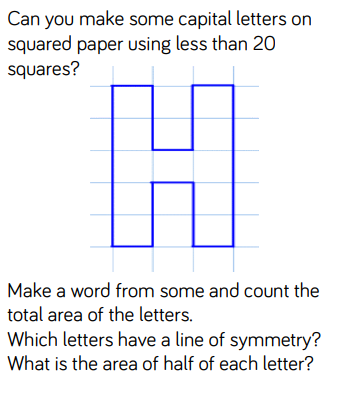 Can you make some capital letters on
squared paper using less than 20
squares?
Make a word from some and count the
total area of the letters.
Which letters have a line of symmetry?
What is the area of half of each letter?